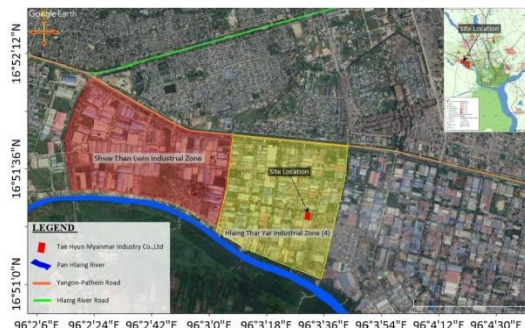 Google Earth
Site Location
16°52'12"N
16°51'36"N
16°51'0"N
Shwe Than Lwin Industrial Zone
Site Location
Hlaing Thar Yar Industrial Zone (4)
LEGEND
Tae Hyun Myanmar Industry Co.,Ltd
Pan Hlaing River
Yangon-Pathein Road
Hlaing River Road
96°2'6"E 96°2'24"E 96°2'42"E 96°3'0"E 96°3'18"E 96°3'36"E 96°3'54"E 96°4'12"E 96°4'30"E